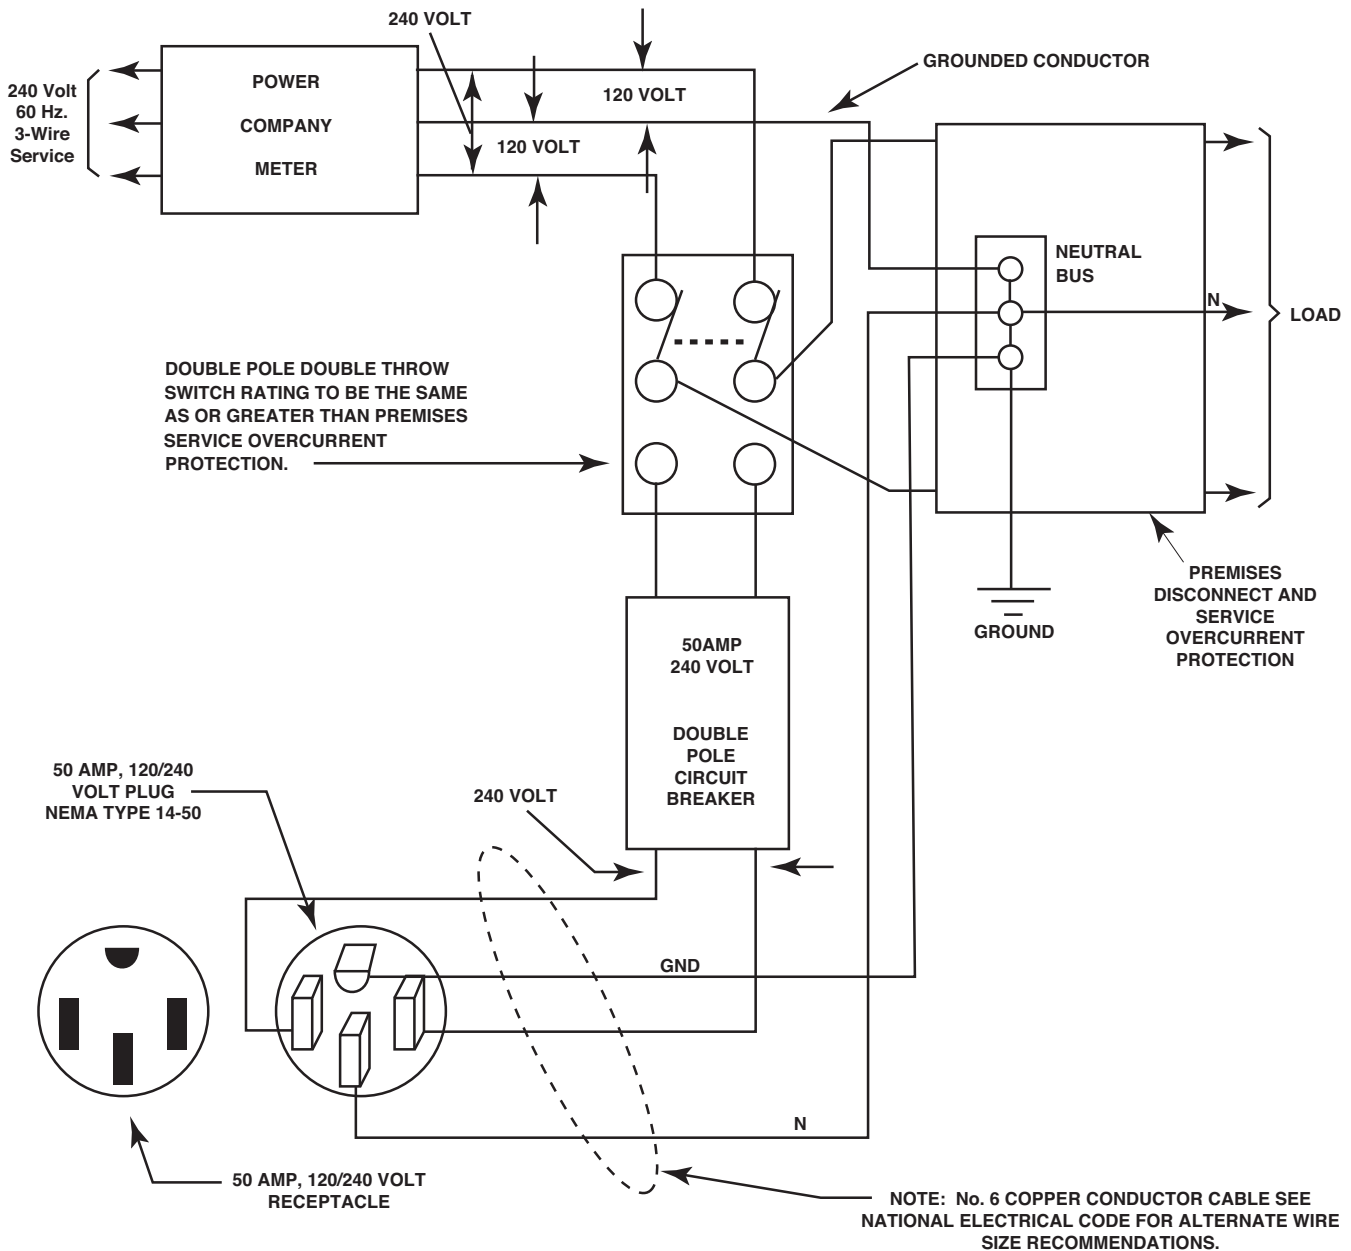 240 VOLT
GROUNDED CONDUCTOR
240 Volt
60 Hz.
3-Wire
Service
POWER
COMPANY
METER
120 VOLT
120 VOLT
NEUTRAL
BUS
N
LOAD
DOUBLE POLE DOUBLE THROW
SWITCH RATING TO BE THE SAME
AS OR GREATER THAN PREMISES
SERVICE OVERCURRENT
PROTECTION.
GROUND
PREMISES
DISCONNECT AND
SERVICE
OVERCURRENT
PROTECTION
50AMP
240 VOLT
DOUBLE
POLE
CIRCUIT
BREAKER
50 AMP, 120/240
VOLT PLUG
NEMA TYPE 14-50
240 VOLT
GND
N
50 AMP, 120/240 VOLT
RECEPTACLE
NOTE: No. 6 COPPER CONDUCTOR CABLE SEE
NATIONAL ELECTRICAL CODE FOR ALTERNATE WIRE
SIZE RECOMMENDATIONS.